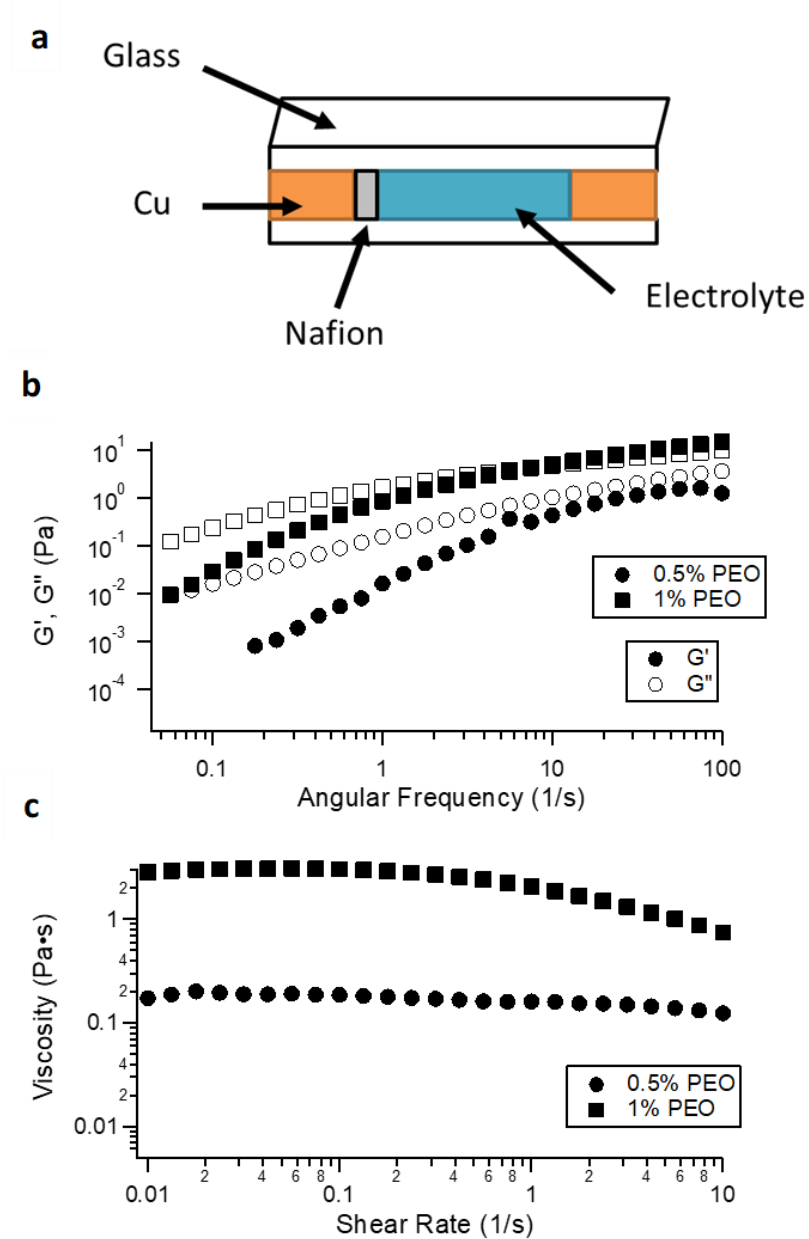 a
Glass
Cu
Nafion
Electrolyte
b
G', G" (Pa)
10^1
10^0
10^-1
10^-2
10^-3
10^-4
0.5% PEO
1% PEO
G'
G"
0.1 1 10 100
Angular Frequency (1/s)
c
Viscosity (Pa•s)
2
1
4
2
0.1
4
2
0.01
0.5% PEO
1% PEO
0.01 2 4 6 8 0.1 2 4 6 8 1 2 4 6 8 10
Shear Rate (1/s)